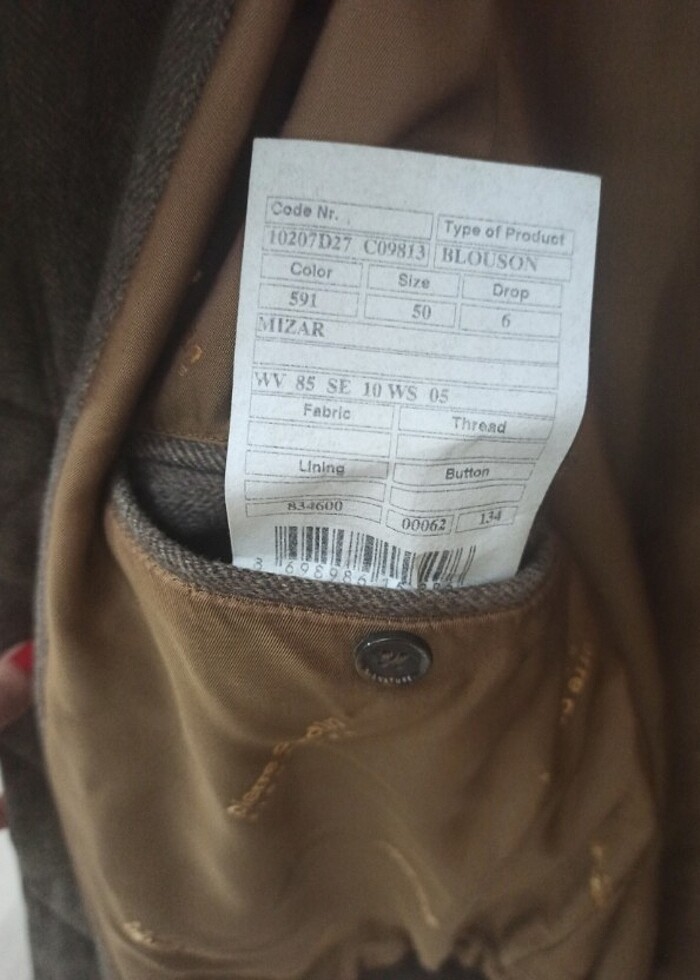 Code Nr.
Type of Product
10207D27 C09813
BLOUSON
Color
Size
Drop
591
50
6
MIZAR
WV 85 SE 10 WS 05
Fabric
Thread
Lining
Button
834600
00062
134